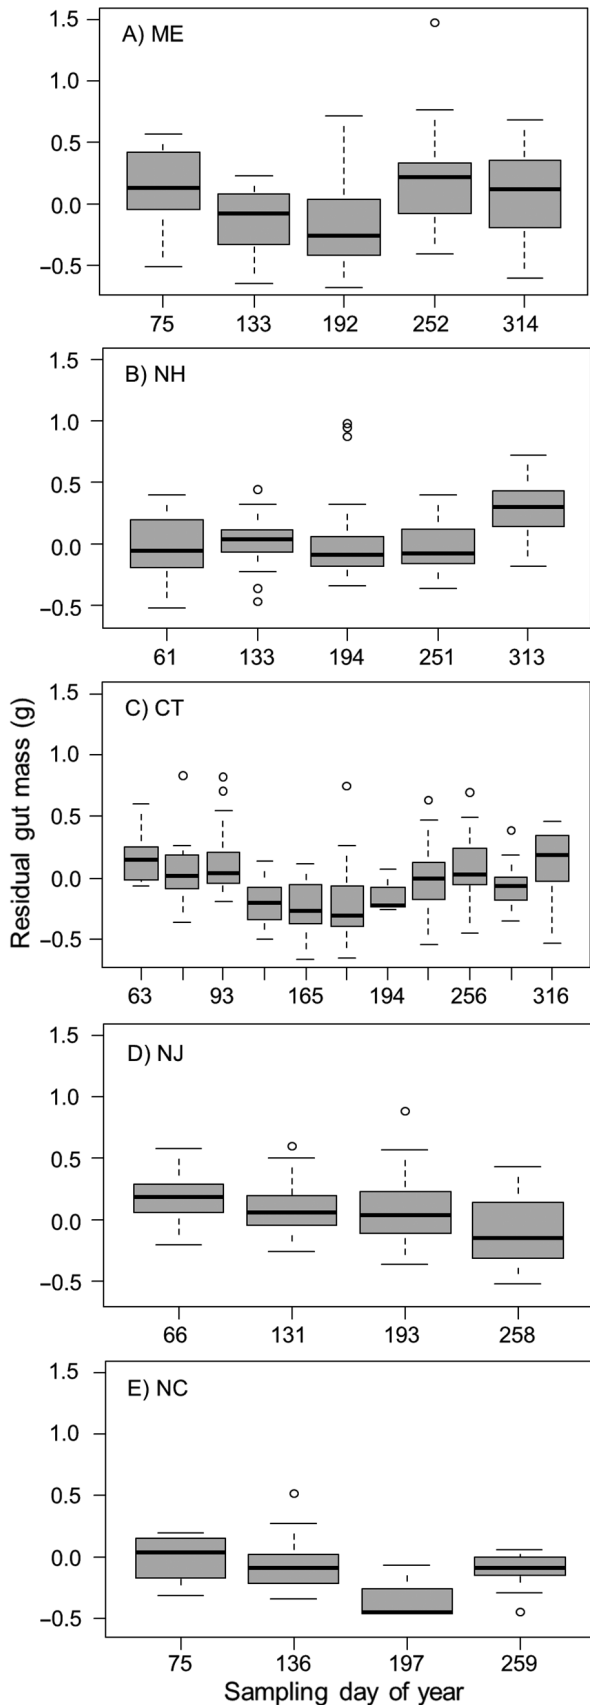 A) ME
1.5
1.0
0.5
0.0
−0.5
75 133 192 252 314
B) NH
1.5
1.0
0.5
0.0
−0.5
61 133 194 251 313
Residual gut mass (g)
C) CT
1.5
1.0
0.5
0.0
−0.5
63 93 165 194 256 316
D) NJ
1.5
1.0
0.5
0.0
−0.5
66 131 193 258
E) NC
1.5
1.0
0.5
0.0
−0.5
75 136 197 259
Sampling day of year